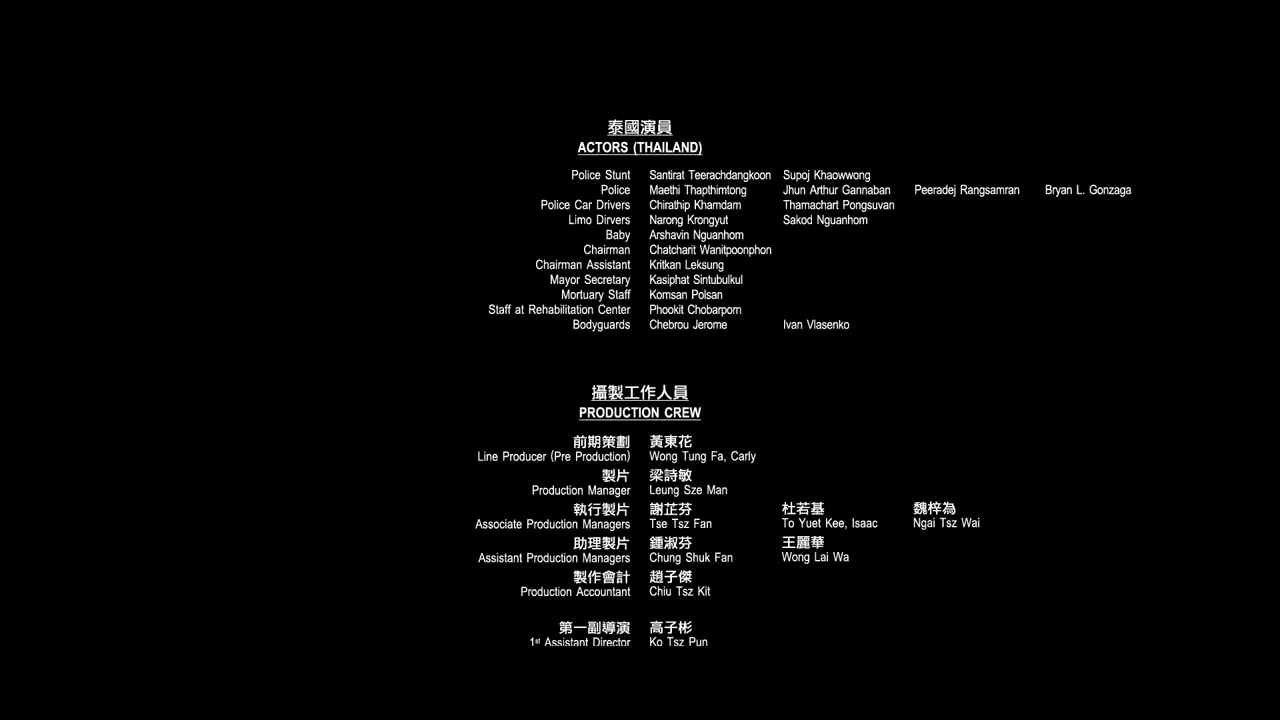 泰國演員
ACTORS (THAILAND)
Police Stunt Santirat Teerachdangkoon Supoj Khaowwong
Police Maethi Thapthimtong Jhun Arthur Gannaban Peeradej Rangsamran Bryan L. Gonzaga
Police Car Drivers Chirathip Khamdam Thamachart Pongsuvan
Limo Dirvers Narong Krongyut Sakod Nguanhom
Baby Arshavin Nguanhom
Chairman Chatcharit Wanitpoonphon
Chairman Assistant Kritkan Leksung
Mayor Secretary Kasiphat Sintubulkul
Mortuary Staff Komsan Polsan
Staff at Rehabilitation Center Phookit Chobarporn
Bodyguards Chebrou Jerome Ivan Vlasenko
攝製工作人員
PRODUCTION CREW
前期策劃 黃東花
Line Producer (Pre Production) Wong Tung Fa, Carly
製片 梁詩敏
Production Manager Leung Sze Man
執行製片 謝芷芬 杜若基 魏梓為
Associate Production Managers Tse Tsz Fan To Yuet Kee, Isaac Ngai Tsz Wai
助理製片 鍾淑芬 王麗華
Assistant Production Managers Chung Shuk Fan Wong Lai Wa
製作會計 趙子傑
Production Accountant Chiu Tsz Kit
第一副導演 高子彬
1st Assistant Director Ko Tsz Pun